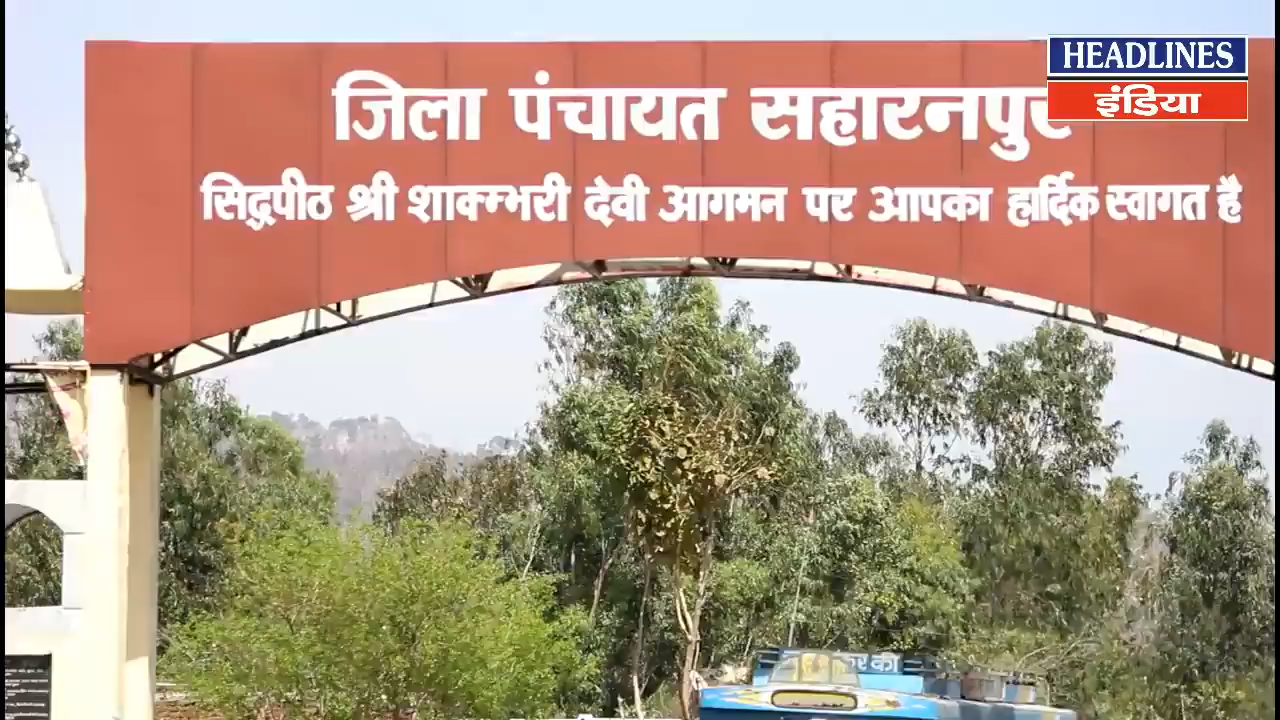 HEADLINES
इंडिया
जिला पंचायत सहारनपुर
सिद्धपीठ श्री शाकम्भरी देवी आगमन पर आपका हार्दिक स्वागत है